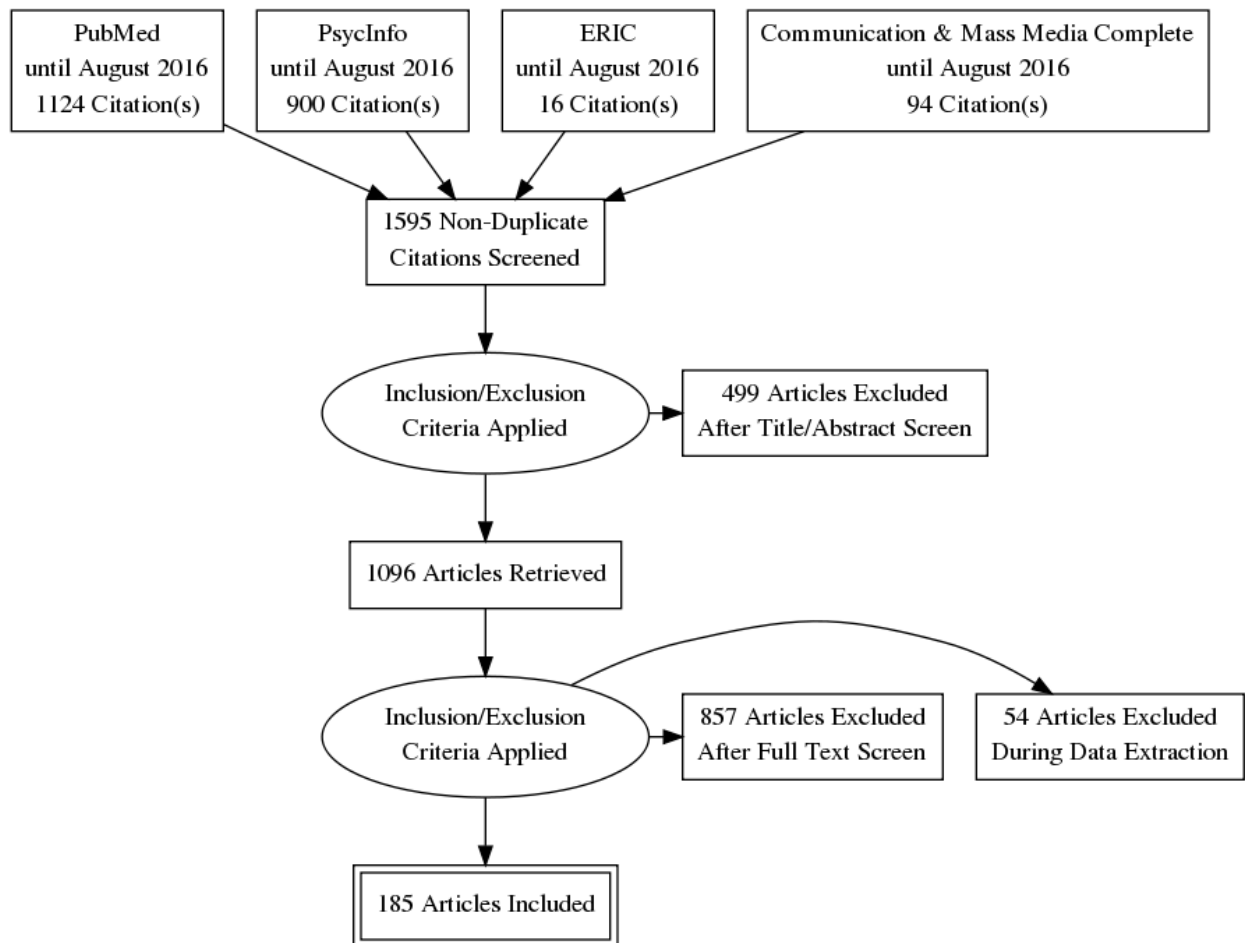 PubMed
until August 2016
1124 Citation(s)
PsycInfo
until August 2016
900 Citation(s)
ERIC
until August 2016
16 Citation(s)
Communication & Mass Media Complete
until August 2016
94 Citation(s)
1595 Non-Duplicate
Citations Screened
Inclusion/Exclusion
Criteria Applied
499 Articles Excluded
After Title/Abstract Screen
1096 Articles Retrieved
Inclusion/Exclusion
Criteria Applied
857 Articles Excluded
After Full Text Screen
54 Articles Excluded
During Data Extraction
185 Articles Included